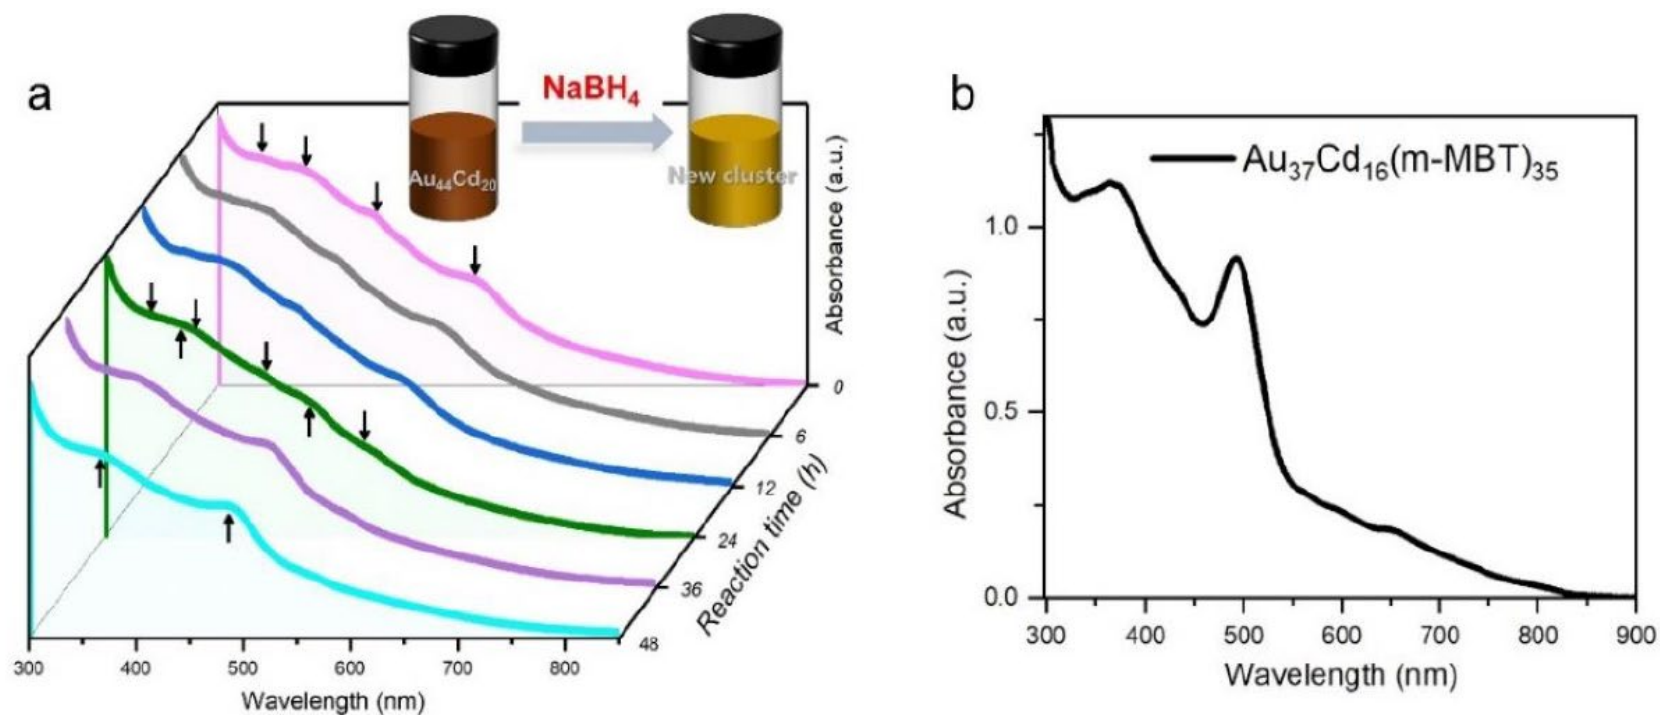 a
NaBH₄
Au₄₄Cd₂₀
New cluster
Absorbance (a.u.)
0
6
12
24
36
48
Reaction time (h)
300 400 500 600 700 800
Wavelength (nm)
b
Au₃₇Cd₁₆(m-MBT)₃₅
1.0
0.5
0.0
Absorbance (a.u.)
300 400 500 600 700 800 900
Wavelength (nm)